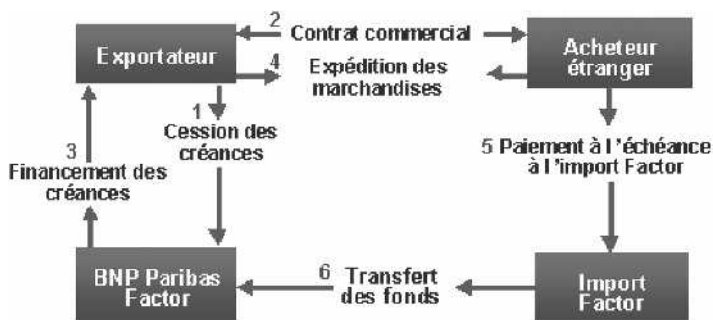 2 Contrat commercial
Exportateur
Acheteur
étranger
4 Expédition des
marchandises
1
Cession des
créances
3
Financement des
créances
5 Paiement à l'échéance
à l'import Factor
BNP Paribas
Factor
6 Transfert
des fonds
Import
Factor